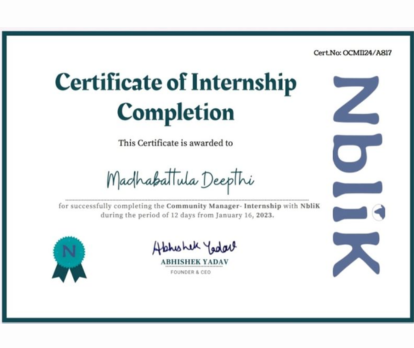 Cert.No: OCMI124/A817
Certificate of Internship
Completion
This Certificate is awarded to
Madhabattula Deepthi
for successfully completing the Community Manager- Internship with NbliK
during the period of 12 days from January 16, 2023.
NbliK
N
Abhishek Yadav
ABHISHEK YADAV
FOUNDER & CEO